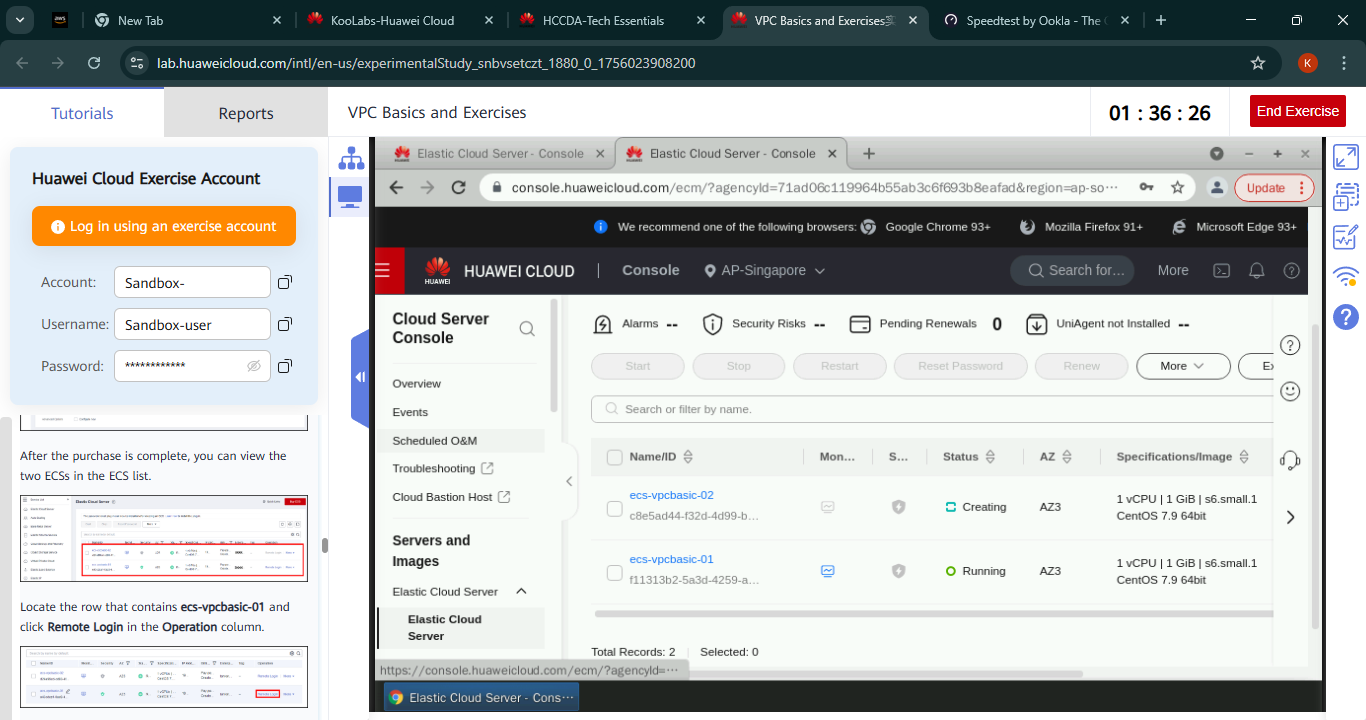 aws
New Tab
KooLabs-Huawei Cloud
HCCDA-Tech Essentials
VPC Basics and Exercises
Speedtest by Ookla - The
lab.huaweicloud.com/intl/en-us/experimentalStudy_snbvsetczt_1880_0_1756023908200
K
Tutorials
Reports
VPC Basics and Exercises
01 : 36 : 26
End Exercise
Huawei Cloud Exercise Account
Log in using an exercise account
Account:
Sandbox-
Username:
Sandbox-user
Password:
************
After the purchase is complete, you can view the
two ECSs in the ECS list.
Locate the row that contains ecs-vpcbasic-01 and
click Remote Login in the Operation column.
Elastic Cloud Server - Console
Elastic Cloud Server - Console
console.huaweicloud.com/ecm/?agencyId=71ad06c119964b55ab3c6f693b8eafad&region=ap-so···
Update
We recommend one of the following browsers:
Google Chrome 93+
Mozilla Firefox 91+
Microsoft Edge 93+
HUAWEI
HUAWEI CLOUD
Console
AP-Singapore
Search for...
More
Cloud Server
Console
Overview
Events
Scheduled O&M
Troubleshooting
Cloud Bastion Host
Servers and
Images
Elastic Cloud Server
Elastic Cloud
Server
Alarms --
Security Risks --
Pending Renewals 0
UniAgent not Installed --
Start
Stop
Restart
Reset Password
Renew
More
Ex
Search or filter by name.
Name/ID
Mon...
S...
Status
AZ
Specifications/Image
ecs-vpcbasic-02
c8e5ad44-f32d-4d99-b...
Creating
AZ3
1 vCPU | 1 GiB | s6.small.1
CentOS 7.9 64bit
ecs-vpcbasic-01
f11313b2-5a3d-4259-a...
Running
AZ3
1 vCPU | 1 GiB | s6.small.1
CentOS 7.9 64bit
Total Records: 2
Selected: 0
https://console.huaweicloud.com/ecm/?agencyId=···
Elastic Cloud Server - Cons···